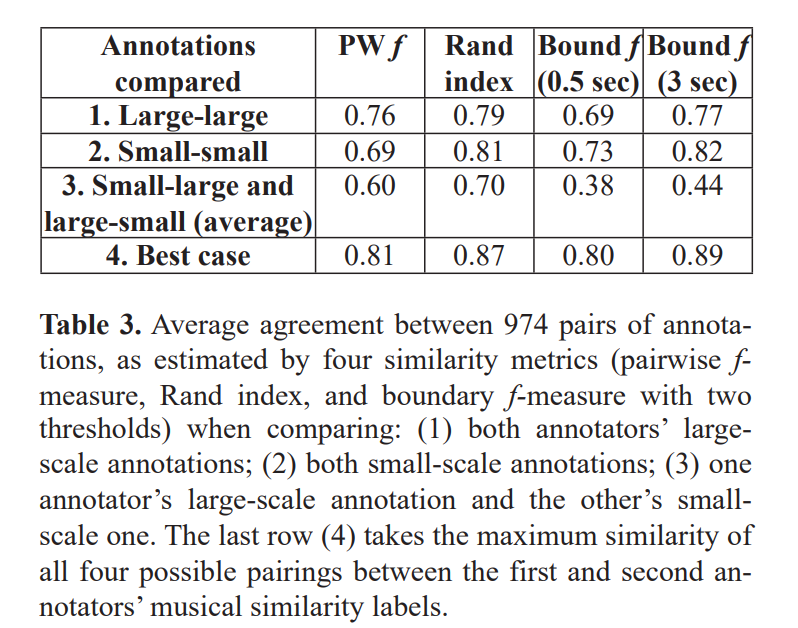 Annotations compared PW f Rand index Bound f (0.5 sec) Bound f (3 sec)
1. Large-large 0.76 0.79 0.69 0.77
2. Small-small 0.69 0.81 0.73 0.82
3. Small-large and large-small (average) 0.60 0.70 0.38 0.44
4. Best case 0.81 0.87 0.80 0.89
Table 3. Average agreement between 974 pairs of annota-
tions, as estimated by four similarity metrics (pairwise f-
measure, Rand index, and boundary f-measure with two
thresholds) when comparing: (1) both annotators’ large-
scale annotations; (2) both small-scale annotations; (3) one
annotator’s large-scale annotation and the other’s small-
scale one. The last row (4) takes the maximum similarity of
all four possible pairings between the first and second an-
notators’ musical similarity labels.